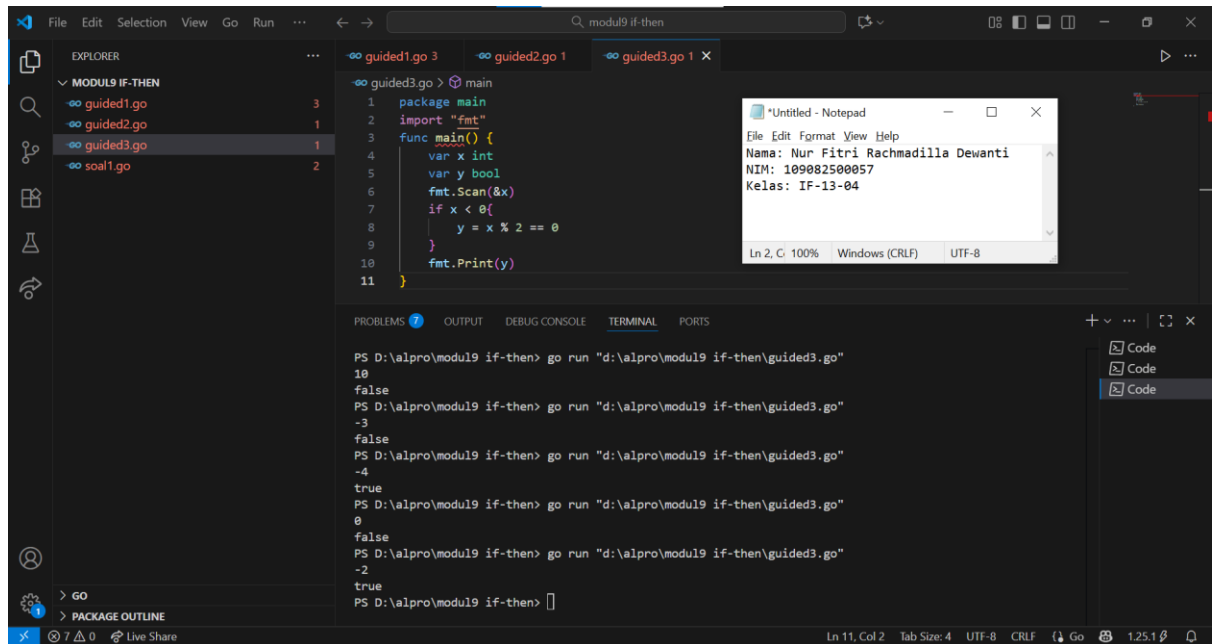 File Edit Selection View Go Run ... modul9 if-then
EXPLORER
MODUL9 IF-THEN
guided1.go 3
guided2.go 1
guided3.go 1
soal1.go 2
GO
PACKAGE OUTLINE
guided1.go 3 guided2.go 1 guided3.go 1
guided3.go > main
1 package main
2 import "fmt"
3 func main() {
4 var x int
5 var y bool
6 fmt.Scan(&x)
7 if x < 0{
8 y = x % 2 == 0
9 }
10 fmt.Print(y)
11 }
*Untitled - Notepad
File Edit Format View Help
Nama: Nur Fitri Rachmadilla Dewanti
NIM: 109082500057
Kelas: IF-13-04
Ln 2, C 100% Windows (CRLF) UTF-8
PROBLEMS 7 OUTPUT DEBUG CONSOLE TERMINAL PORTS
PS D:\alpro\modul9 if-then> go run "d:\alpro\modul9 if-then\guided3.go"
10
false
PS D:\alpro\modul9 if-then> go run "d:\alpro\modul9 if-then\guided3.go"
-3
false
PS D:\alpro\modul9 if-then> go run "d:\alpro\modul9 if-then\guided3.go"
-4
true
PS D:\alpro\modul9 if-then> go run "d:\alpro\modul9 if-then\guided3.go"
0
false
PS D:\alpro\modul9 if-then> go run "d:\alpro\modul9 if-then\guided3.go"
-2
true
PS D:\alpro\modul9 if-then>
Code
Code
Code
1
7 0 Live Share Ln 11, Col 2 Tab Size: 4 UTF-8 CRLF Go 1.25.1